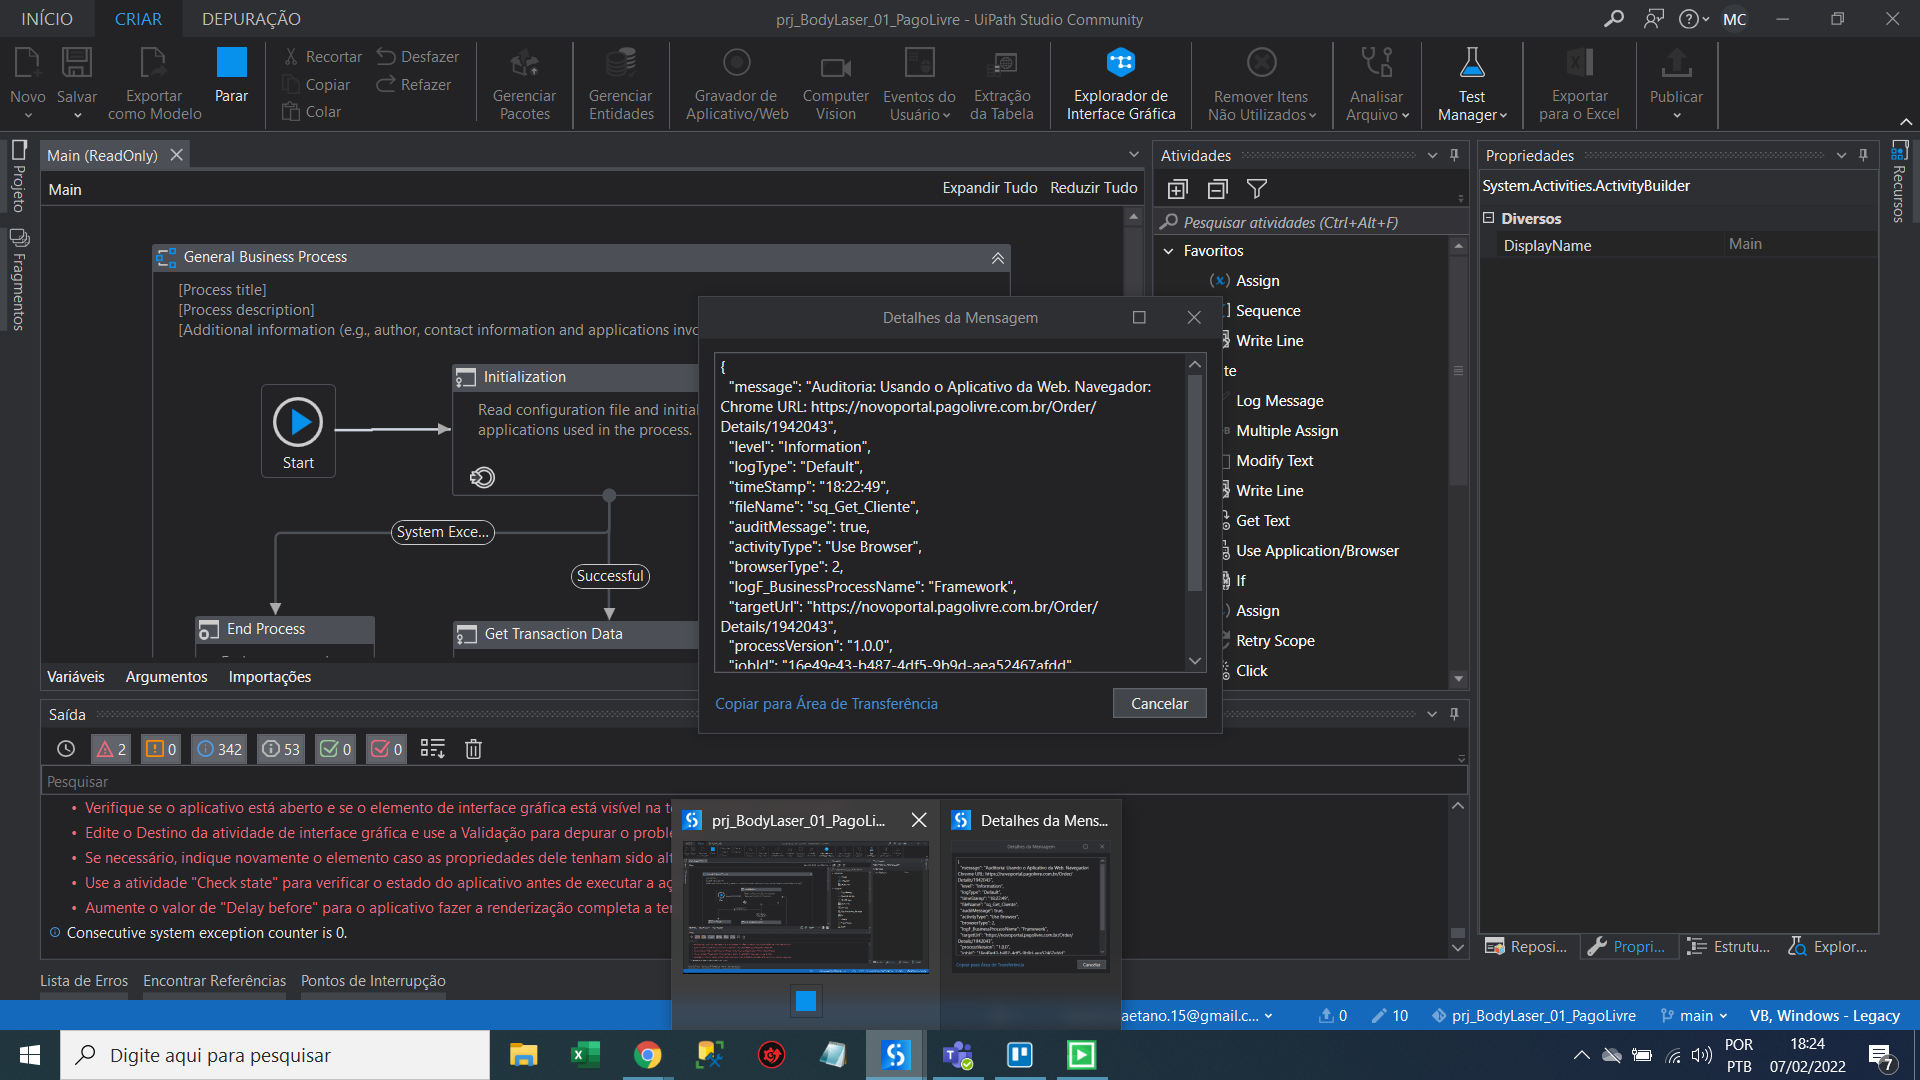 INÍCIO
CRIAR
DEPURAÇÃO
prj_BodyLaser_01_PagoLivre - UiPath Studio Community
MC
Novo
Salvar
Exportar
como Modelo
Parar
Recortar
Copiar
Colar
Desfazer
Refazer
Gerenciar
Pacotes
Gerenciar
Entidades
Gravador de
Aplicativo/Web
Computer
Vision
Eventos do
Usuário
Extração
da Tabela
Explorador de
Interface Gráfica
Remover Itens
Não Utilizados
Analisar
Arquivo
Test
Manager
Exportar
para o Excel
Publicar
Projeto
Fragmentos
Main (ReadOnly)
Main
Expandir Tudo
Reduzir Tudo
General Business Process
[Process title]
[Process description]
[Additional information (e.g., author, contact information and applications invo
Start
Initialization
Read configuration file and initial
applications used in the process.
System Exce...
Successful
End Process
Get Transaction Data
Variáveis
Argumentos
Importações
Atividades
Pesquisar atividades (Ctrl+Alt+F)
Favoritos
Assign
Sequence
Write Line
te
Log Message
Multiple Assign
Modify Text
Write Line
Get Text
Use Application/Browser
If
Assign
Retry Scope
Click
Propriedades
System.Activities.ActivityBuilder
Diversos
DisplayName
Main
Recursos
Detalhes da Mensagem
{
"message": "Auditoria: Usando o Aplicativo da Web. Navegador:
Chrome URL: https://novoportal.pagolivre.com.br/Order/
Details/1942043",
"level": "Information",
"logType": "Default",
"timeStamp": "18:22:49",
"fileName": "sq_Get_Cliente",
"auditMessage": true,
"activityType": "Use Browser",
"browserType": 2,
"logF_BusinessProcessName": "Framework",
"targetUrl": "https://novoportal.pagolivre.com.br/Order/
Details/1942043",
"processVersion": "1.0.0",
"jobId": "16e49e43-b487-4df5-9b9d-aea52467afdd"
Copiar para Área de Transferência
Cancelar
Saída
2
0
342
53
0
0
Pesquisar
• Verifique se o aplicativo está aberto e se o elemento de interface gráfica está visível na t
• Edite o Destino da atividade de interface gráfica e use a Validação para depurar o proble
• Se necessário, indique novamente o elemento caso as propriedades dele tenham sido alt
• Use a atividade "Check state" para verificar o estado do aplicativo antes de executar a aç
• Aumente o valor de "Delay before" para o aplicativo fazer a renderização completa a te
Consecutive system exception counter is 0.
prj_BodyLaser_01_PagoLi...
Detalhes da Mens...
Reposi...
Propri...
Estrutu...
Explor...
Lista de Erros
Encontrar Referências
Pontos de Interrupção
aetano.15@gmail.c...
0
10
prj_BodyLaser_01_PagoLivre
main
VB, Windows - Legacy
Digite aqui para pesquisar
POR
PTB
18:24
07/02/2022
7